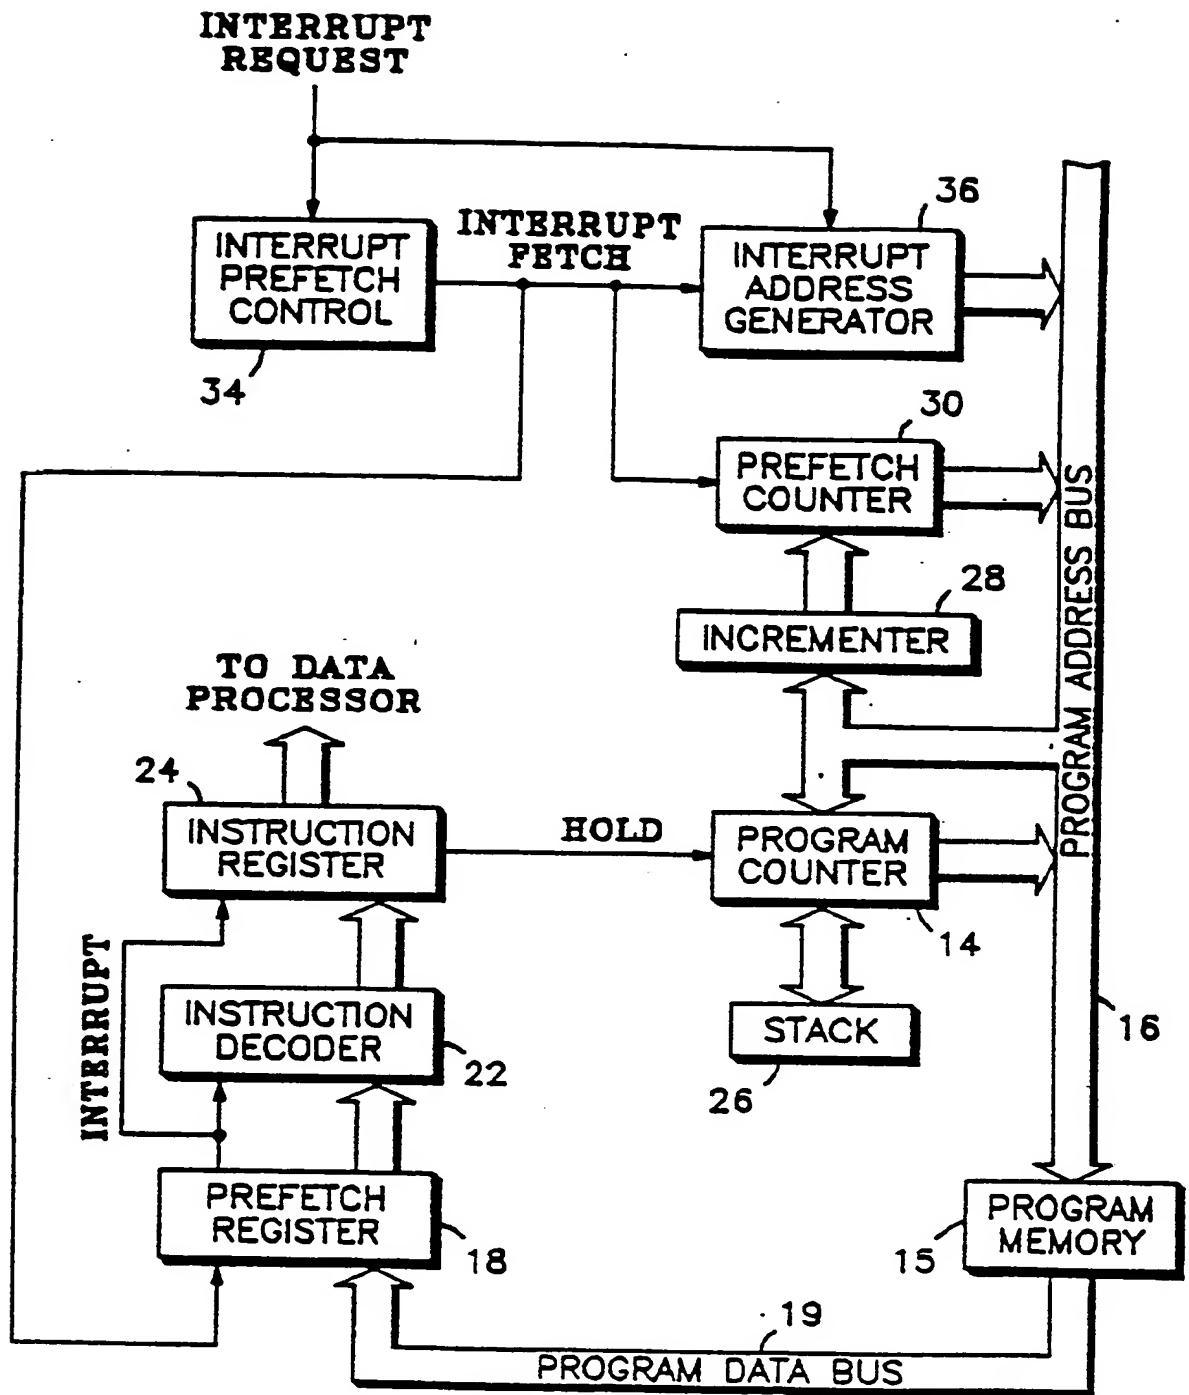 INTERRUPT
REQUEST
36
INTERRUPT
PREFETCH
CONTROL
INTERRUPT
FETCH
INTERRUPT
ADDRESS
GENERATOR
34
30
PREFETCH
COUNTER
PROGRAM ADDRESS BUS
28
INCREMENTER
TO DATA
PROCESSOR
24
INSTRUCTION
REGISTER
HOLD
PROGRAM
COUNTER
14
INTERRUPT
INSTRUCTION
DECODER
22
STACK
26
16
PREFETCH
REGISTER
18
PROGRAM
MEMORY
15
19
PROGRAM DATA BUS